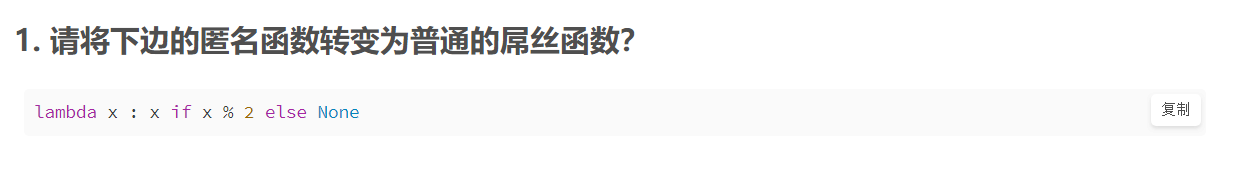 1. 请将下边的匿名函数转变为普通的屌丝函数？
lambda x : x if x % 2 else None
复制